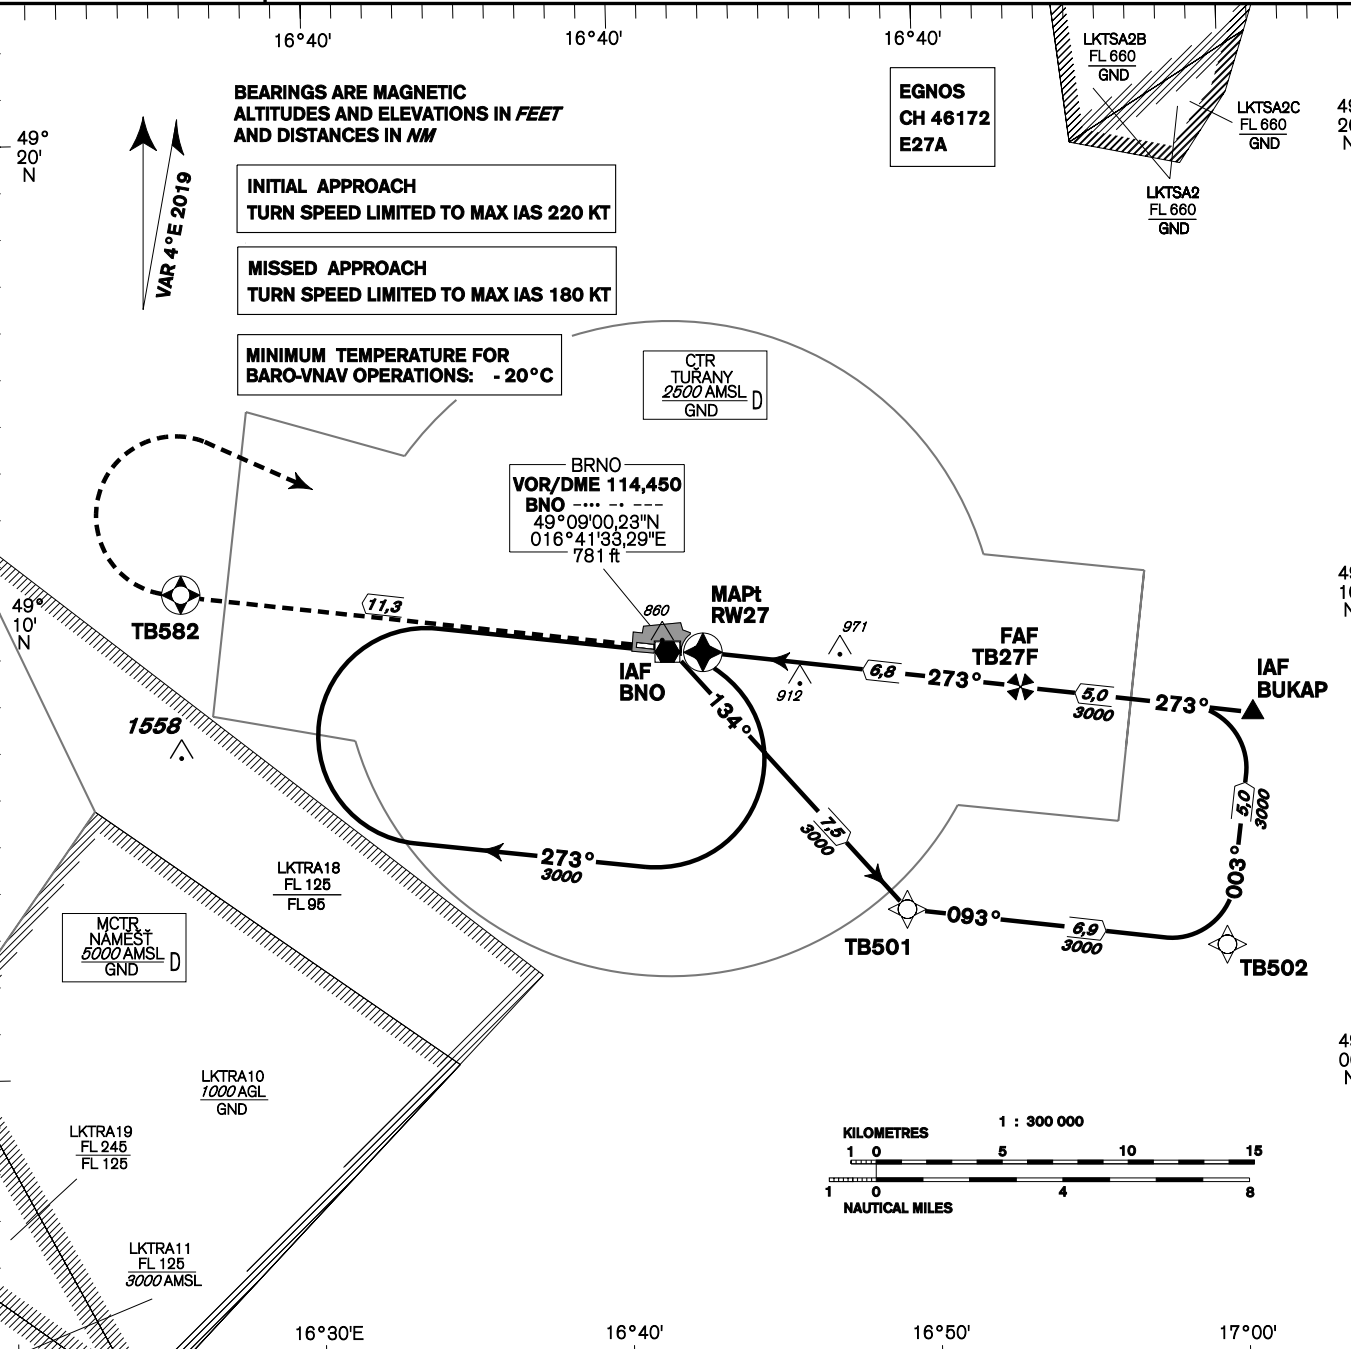 16°40'
16°40'
16°40'
LKTSA2B
FL 660
GND
LKTSA2C
FL 660
GND
LKTSA2
FL 660
GND
EGNOS
CH 46172
E27A
BEARINGS ARE MAGNETIC
ALTITUDES AND ELEVATIONS IN FEET
AND DISTANCES IN NM
49°
20'
N
VAR 4°E 2019
INITIAL APPROACH
TURN SPEED LIMITED TO MAX IAS 220 KT
MISSED APPROACH
TURN SPEED LIMITED TO MAX IAS 180 KT
MINIMUM TEMPERATURE FOR
BARO-VNAV OPERATIONS: - 20°C
CTR
TUŘANY
2500 AMSL
GND
D
BRNO
VOR/DME 114,450
BNO -··· -· ---
49°09'00,23"N
016°41'33,29"E
781 ft
49°
10'
N
TB582
11,3
860
MAPt
RW27
IAF
BNO
971
912
6,8
273°
FAF
TB27F
5,0
3000
273°
IAF
BUKAP
134°
7,5
3000
5,0
3000
003°
1558
273°
3000
TB501
093°
6,9
3000
TB502
LKTRA18
FL 125
FL 95
MCTR
NÁMĚŠŤ
5000 AMSL
GND
D
LKTRA10
1000 AGL
GND
LKTRA19
FL 245
FL 125
LKTRA11
FL 125
3000 AMSL
1 : 300 000
KILOMETRES
1 0 5 10 15
1 0 4 8
NAUTICAL MILES
16°30'E
16°40'
16°50'
17°00'